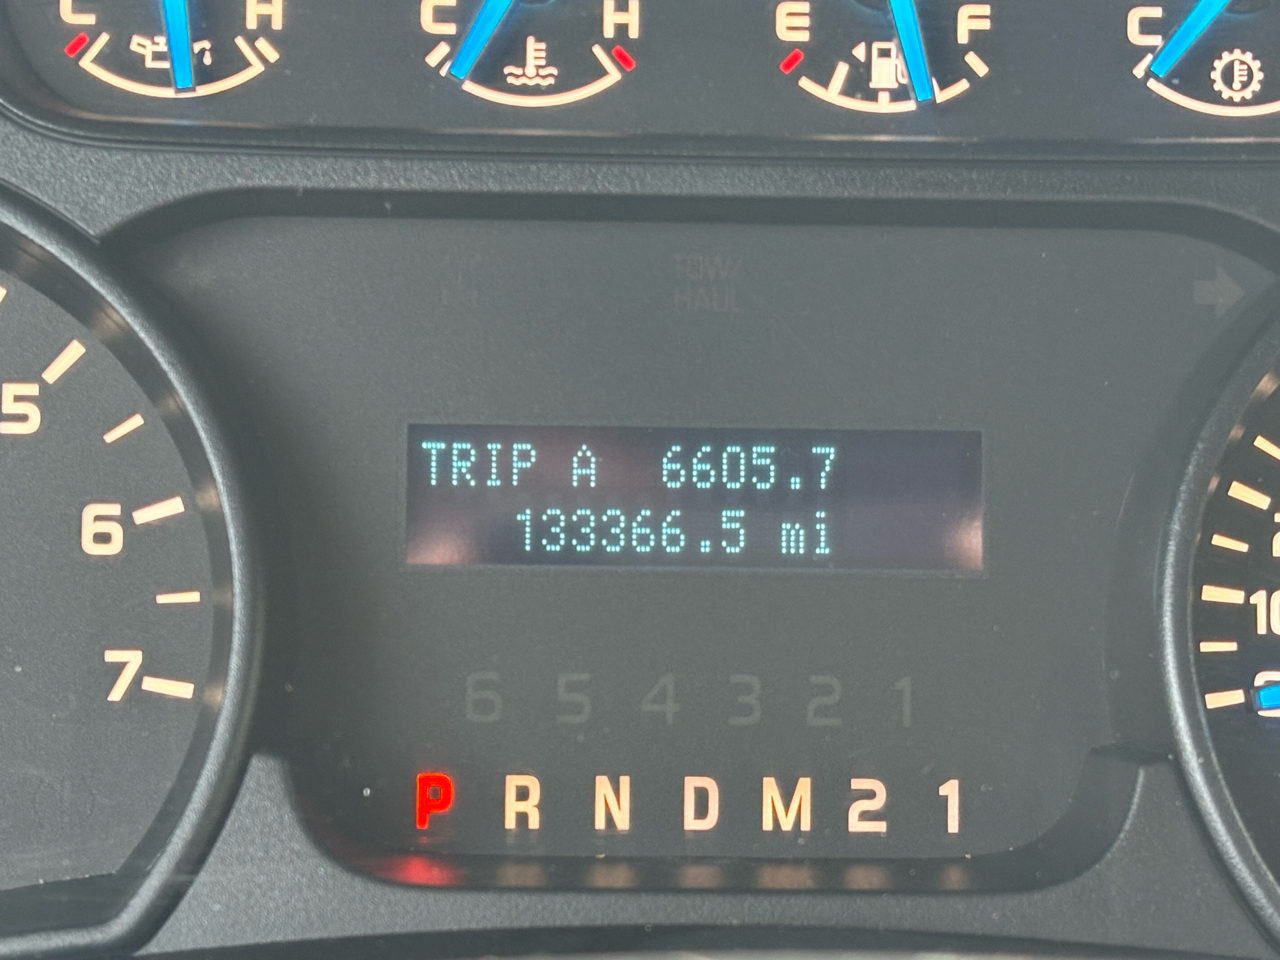 L H C H E F C
TOW/
HAUL
5
TRIP A 6605.7
6
133366.5 mi
10
7
6 5 4 3 2 1
P R N D M 2 1